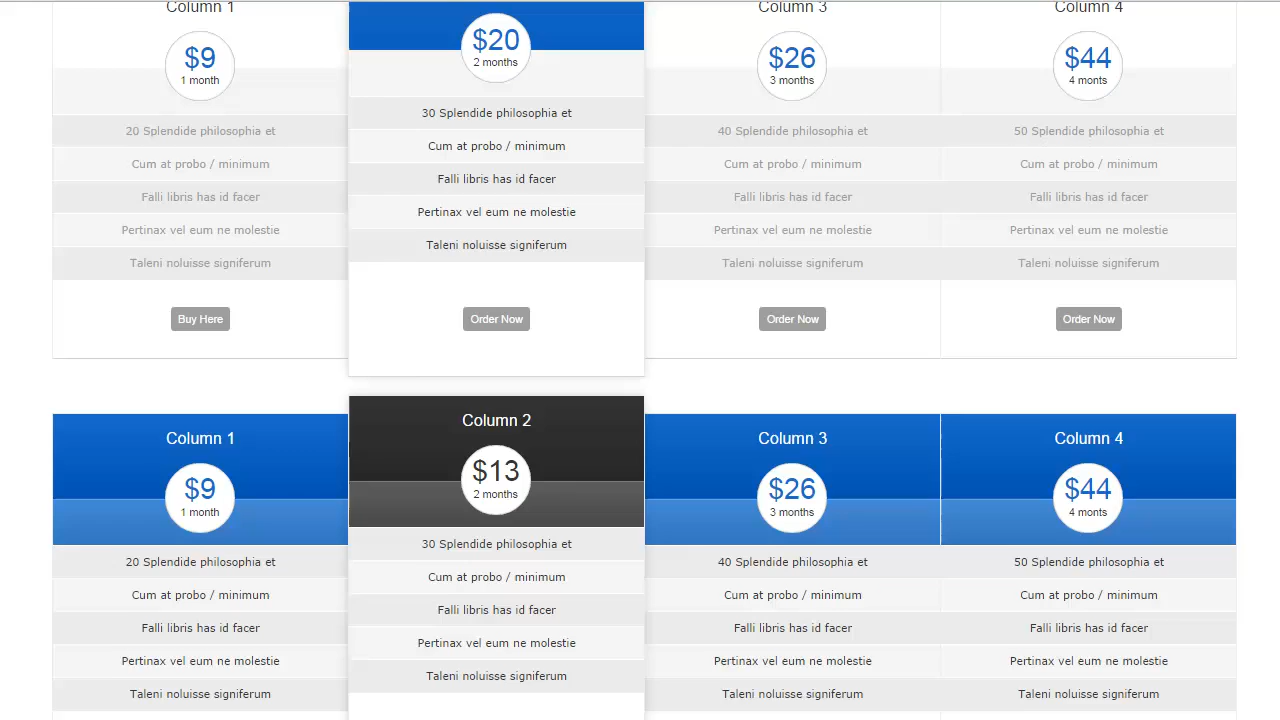 Column 1
Column 3
Column 4
$9
1 month
$20
2 months
$26
3 months
$44
4 monts
20 Splendide philosophia et
30 Splendide philosophia et
40 Splendide philosophia et
50 Splendide philosophia et
Cum at probo / minimum
Cum at probo / minimum
Cum at probo / minimum
Cum at probo / minimum
Falli libris has id facer
Falli libris has id facer
Falli libris has id facer
Falli libris has id facer
Pertinax vel eum ne molestie
Pertinax vel eum ne molestie
Pertinax vel eum ne molestie
Pertinax vel eum ne molestie
Taleni noluisse signiferum
Taleni noluisse signiferum
Taleni noluisse signiferum
Taleni noluisse signiferum
Buy Here
Order Now
Order Now
Order Now
Column 1
Column 2
Column 3
Column 4
$9
1 month
$13
2 months
$26
3 months
$44
4 monts
20 Splendide philosophia et
30 Splendide philosophia et
40 Splendide philosophia et
50 Splendide philosophia et
Cum at probo / minimum
Cum at probo / minimum
Cum at probo / minimum
Cum at probo / minimum
Falli libris has id facer
Falli libris has id facer
Falli libris has id facer
Falli libris has id facer
Pertinax vel eum ne molestie
Pertinax vel eum ne molestie
Pertinax vel eum ne molestie
Pertinax vel eum ne molestie
Taleni noluisse signiferum
Taleni noluisse signiferum
Taleni noluisse signiferum
Taleni noluisse signiferum